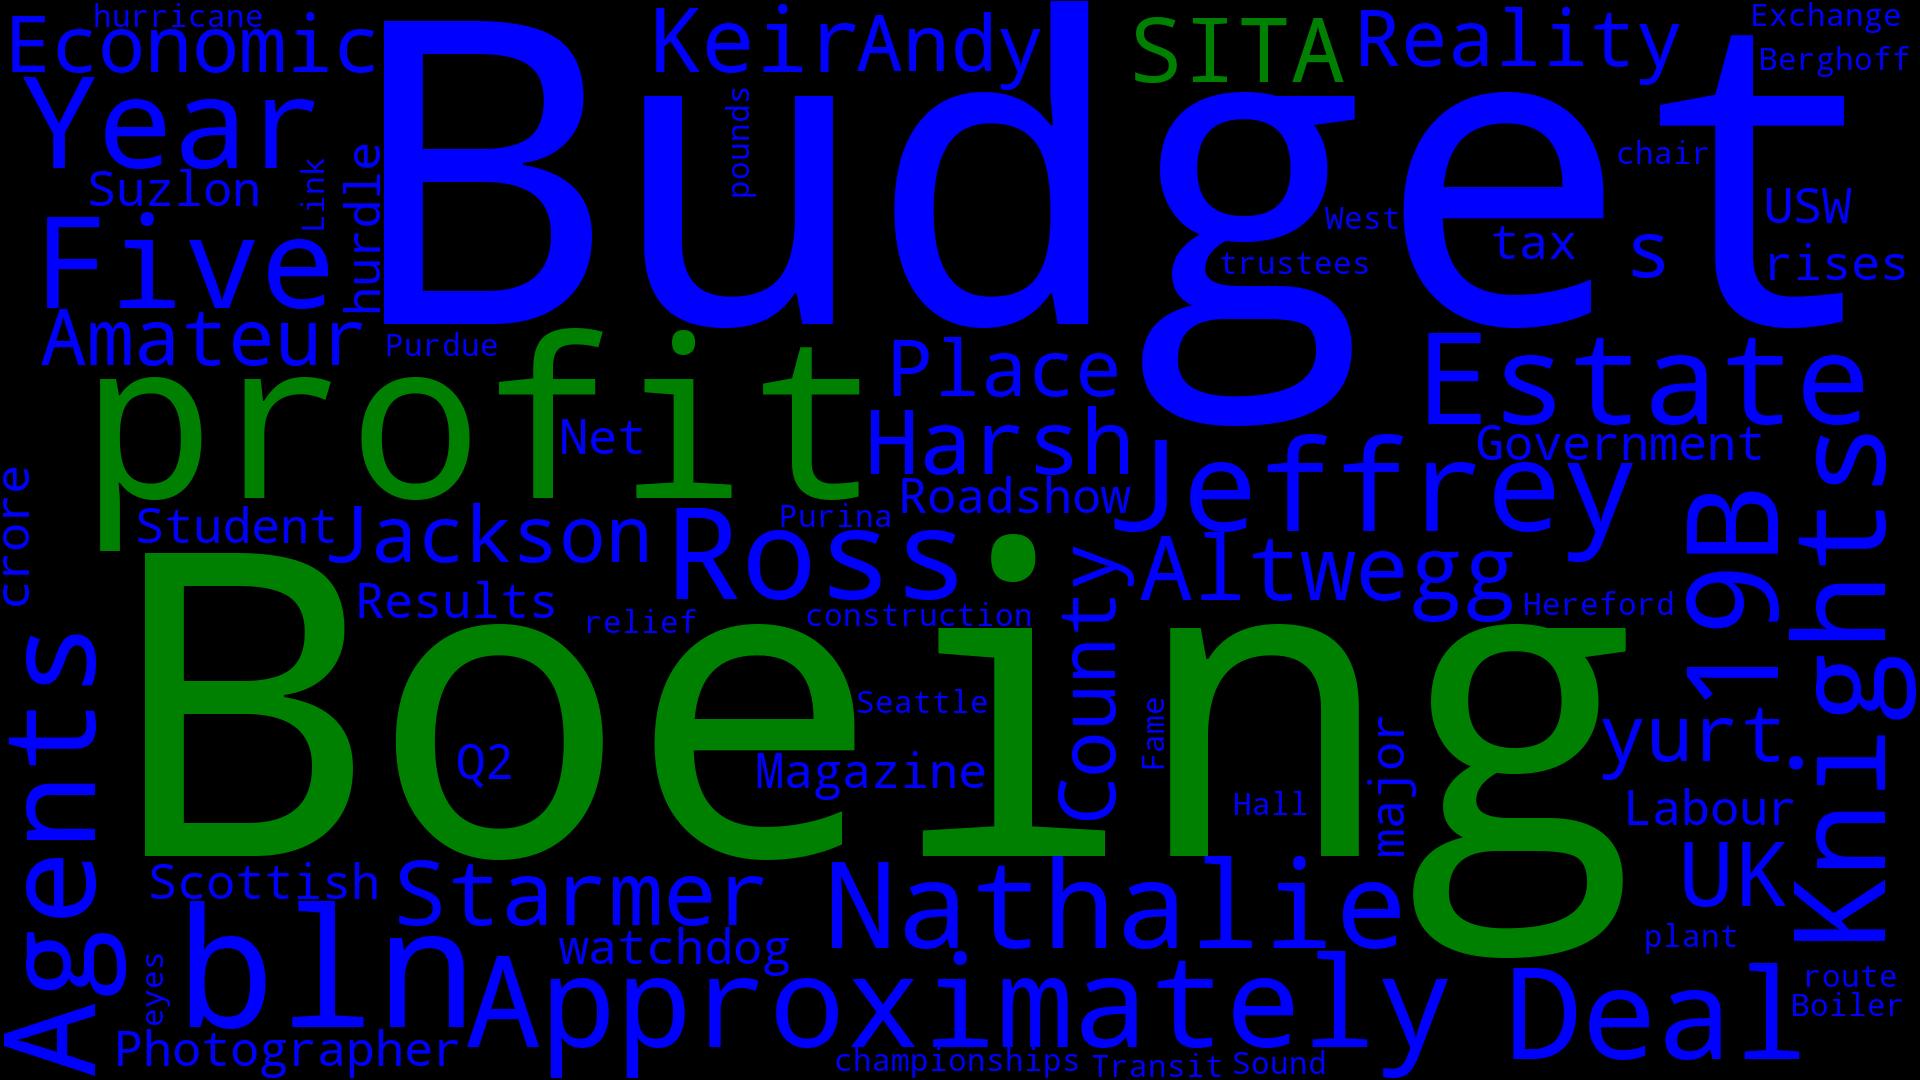 hurricane
Economic
Budget
Keir
Andy
SITA
Reality
Exchange
Berghoff
Year
pounds
chair
Suzlon
Link
hurdle
West
USW
Five
trustees
tax
s
rises
Amateur
Purdue
Place
Estate
profit
Net
Harsh
Jeffrey
Government
Knights
crore
Student
Jackson
Ross
Purina
Roadshow
19B
Altwegg
Results
relief
construction
County
Hereford
Boeing
Agents
Seattle
Fame
major
yurt
Q2
Magazine
Hall
Labour
Scottish
Starmer
Nathalie
UK
bln
watchdog
plant
eyes
Approximately
Deal
route
Boiler
Photographer
championships
Transit
Sound